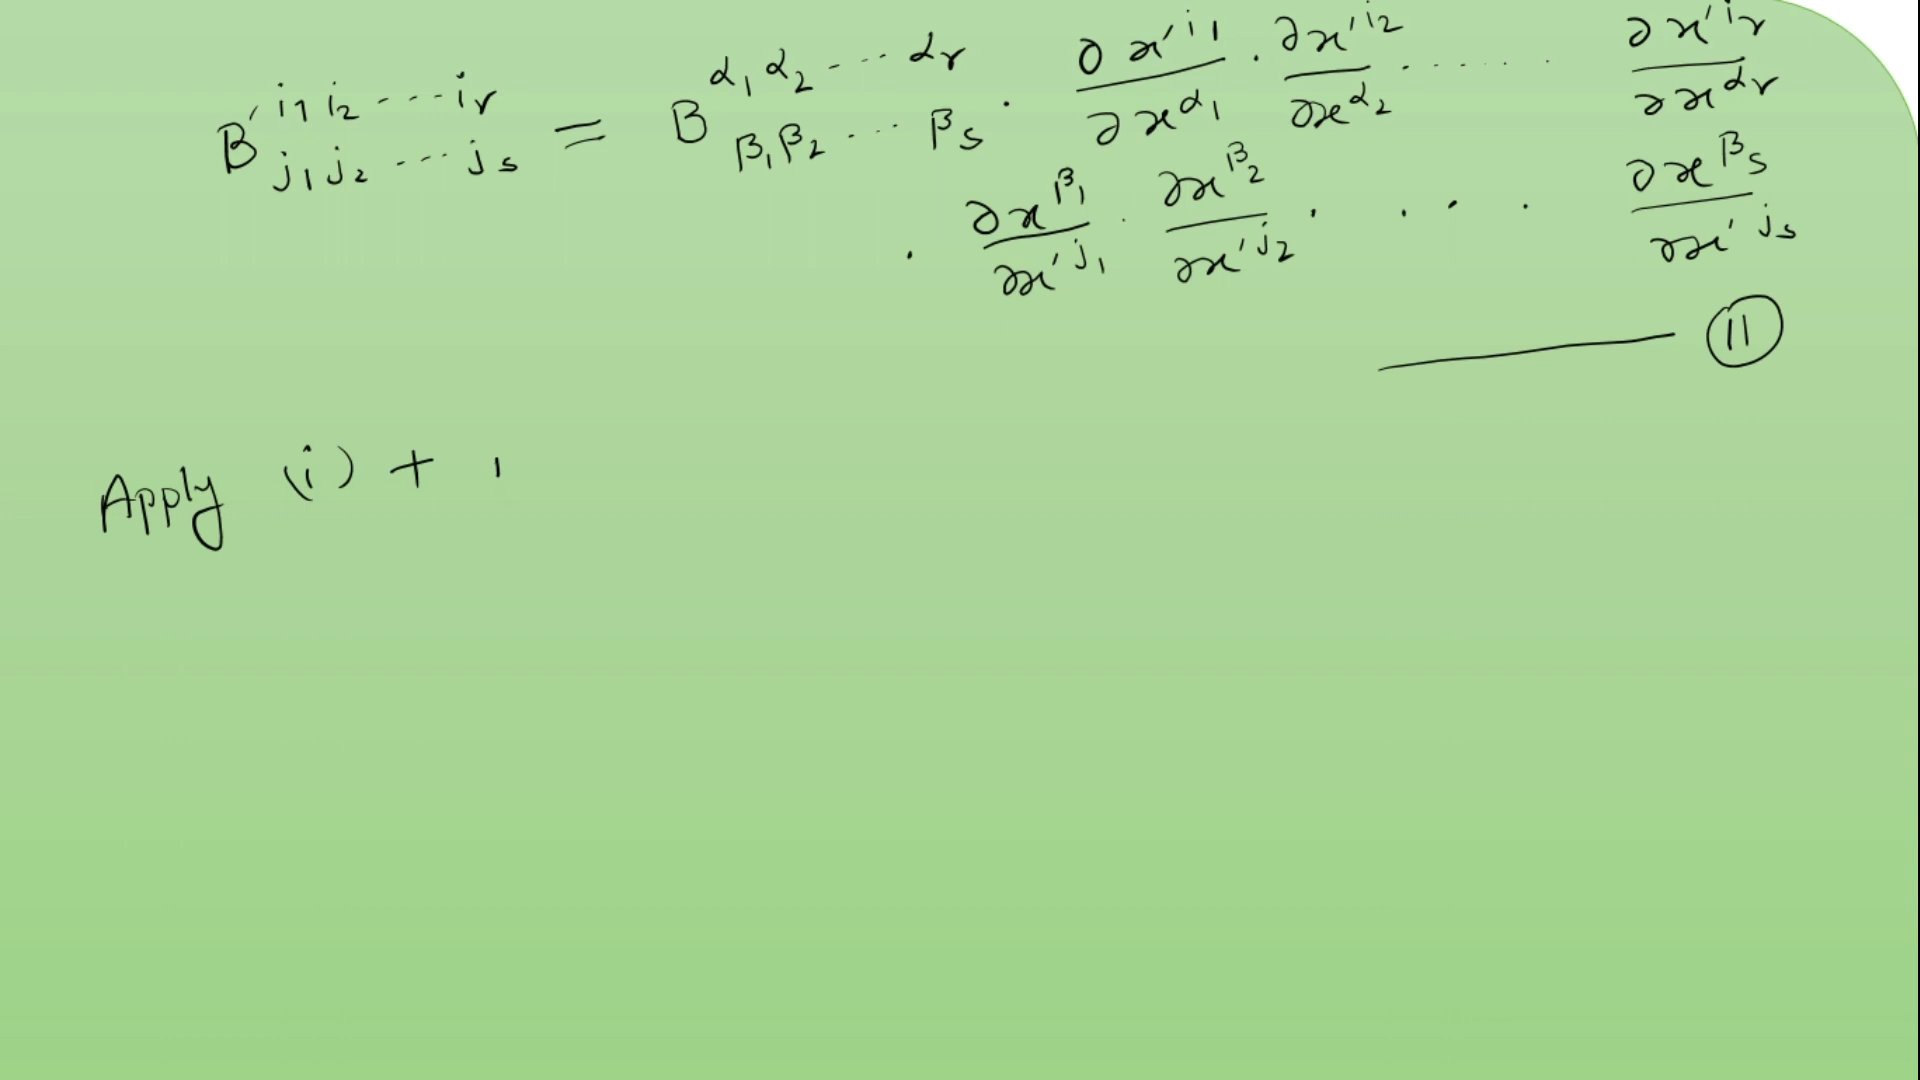 B'^{i_1 i_2 ··· i_r}_{j_1 j_2 ··· j_s} = B^{α_1 α_2 ··· α_r}_{β_1 β_2 ··· β_s} · ∂x'^{i_1}/∂x^{α_1} · ∂x'^{i_2}/∂x^{α_2} ······ ∂x'^{i_r}/∂x^{α_r}
· ∂x^{β_1}/∂x'^{j_1} · ∂x^{β_2}/∂x'^{j_2} · · · · ∂x^{β_s}/∂x'^{j_s}
—— (11)
Apply (i) +